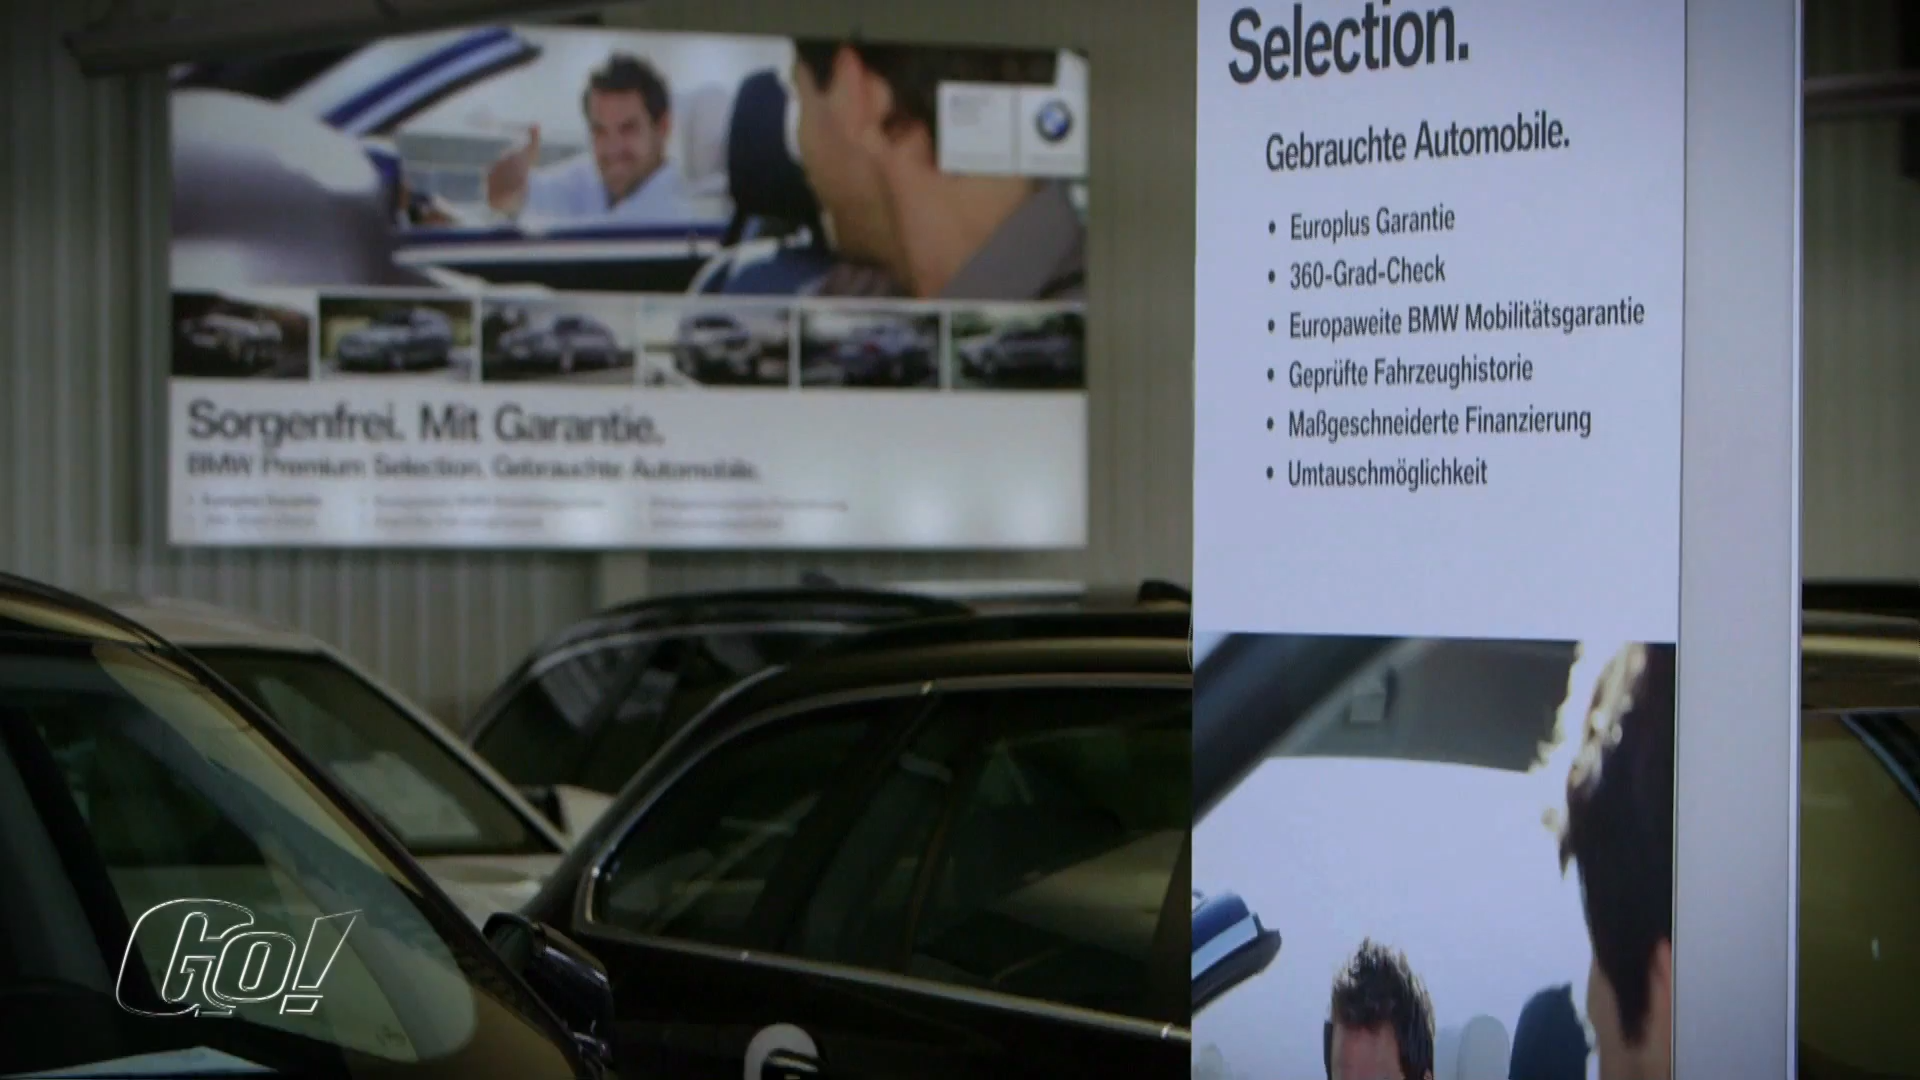 Selection.
Gebrauchte Automobile.
• Europlus Garantie
• 360-Grad-Check
• Europaweite BMW Mobilitätsgarantie
• Geprüfte Fahrzeughistorie
• Maßgeschneiderte Finanzierung
• Umtauschmöglichkeit
Sorgenfrei. Mit Garantie.
BMW Premium Selection. Gebrauchte Automobile.
GO!